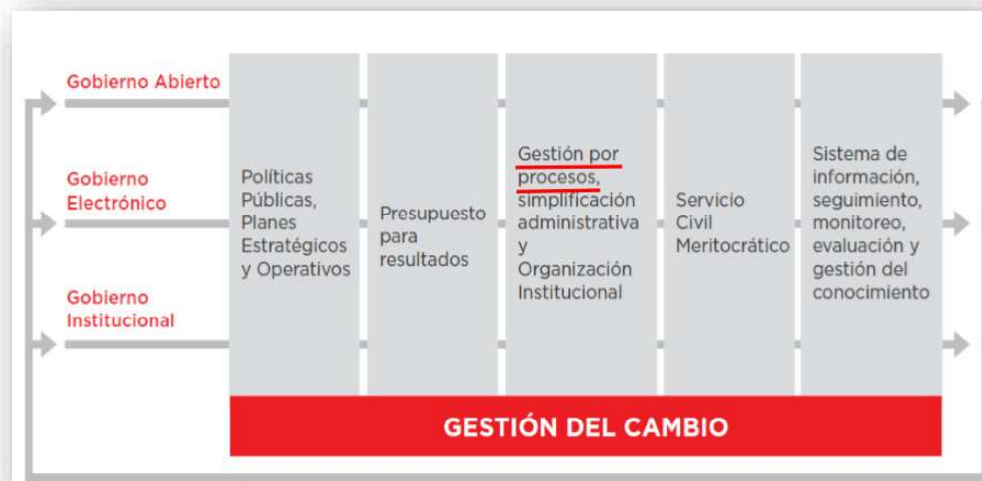 Gobierno Abierto
Gobierno
Electrónico
Gobierno
Institucional
Políticas
Públicas,
Planes
Estratégicos
y Operativos
Presupuesto
para
resultados
Gestión por
procesos,
simplificación
administrativa
y
Organización
Institucional
Servicio
Civil
Meritocrático
Sistema de
información,
seguimiento,
monitoreo,
evaluación y
gestión del
conocimiento
GESTIÓN DEL CAMBIO